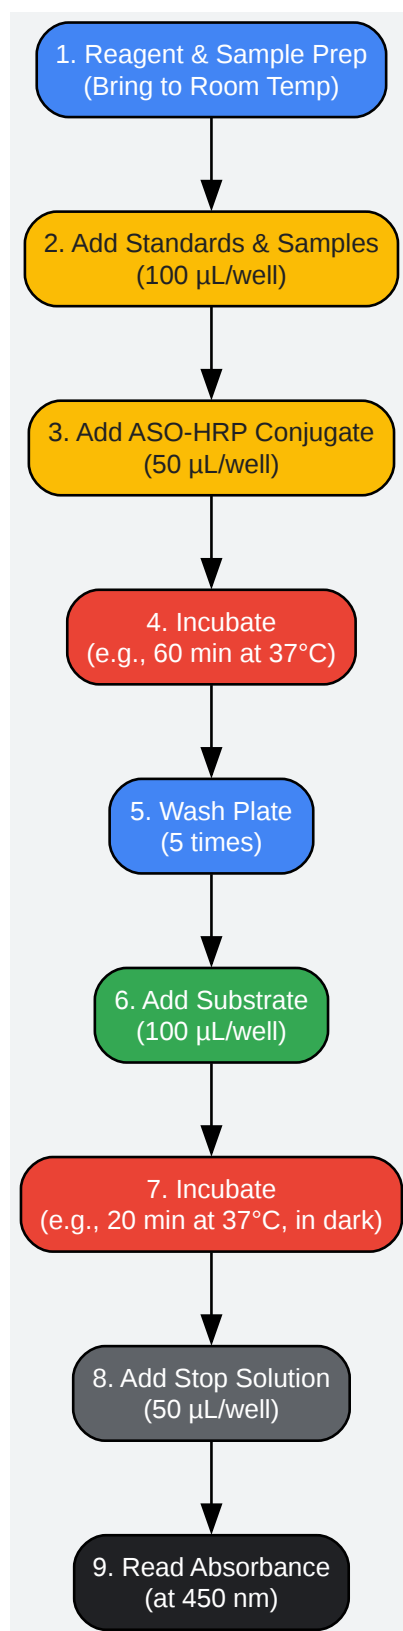 1. Reagent & Sample Prep
(Bring to Room Temp)
2. Add Standards & Samples
(100 µL/well)
3. Add ASO-HRP Conjugate
(50 µL/well)
4. Incubate
(e.g., 60 min at 37°C)
5. Wash Plate
(5 times)
6. Add Substrate
(100 µL/well)
7. Incubate
(e.g., 20 min at 37°C, in dark)
8. Add Stop Solution
(50 µL/well)
9. Read Absorbance
(at 450 nm)